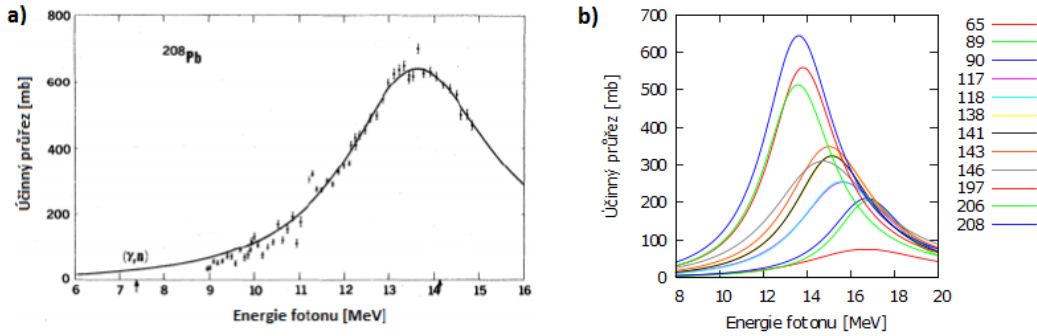 a)
800
600
400
200
0
Účinný průřez [mb]
208Pb
(γ,n)
6 7 8 9 10 11 12 13 14 15 16
Energie fotonu [MeV]
b)
700
600
500
400
300
200
100
0
Účinný průřez [mb]
8 10 12 14 16 18 20
Energie fotonu [MeV]
65
89
90
117
118
138
141
143
146
197
206
208